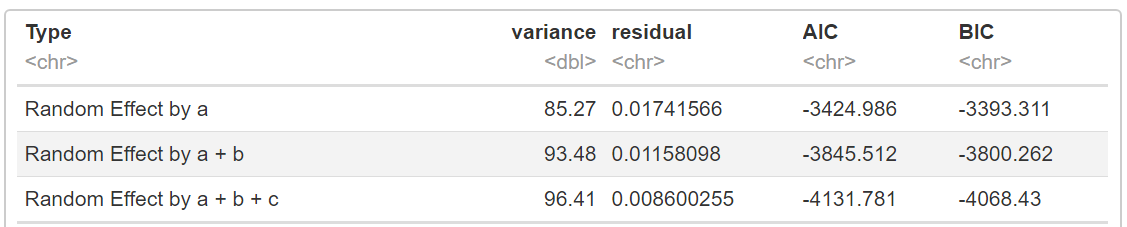 Type variance residual AIC BIC
<chr> <dbl> <chr> <chr> <chr>
Random Effect by a 85.27 0.01741566 -3424.986 -3393.311
Random Effect by a + b 93.48 0.01158098 -3845.512 -3800.262
Random Effect by a + b + c 96.41 0.008600255 -4131.781 -4068.43